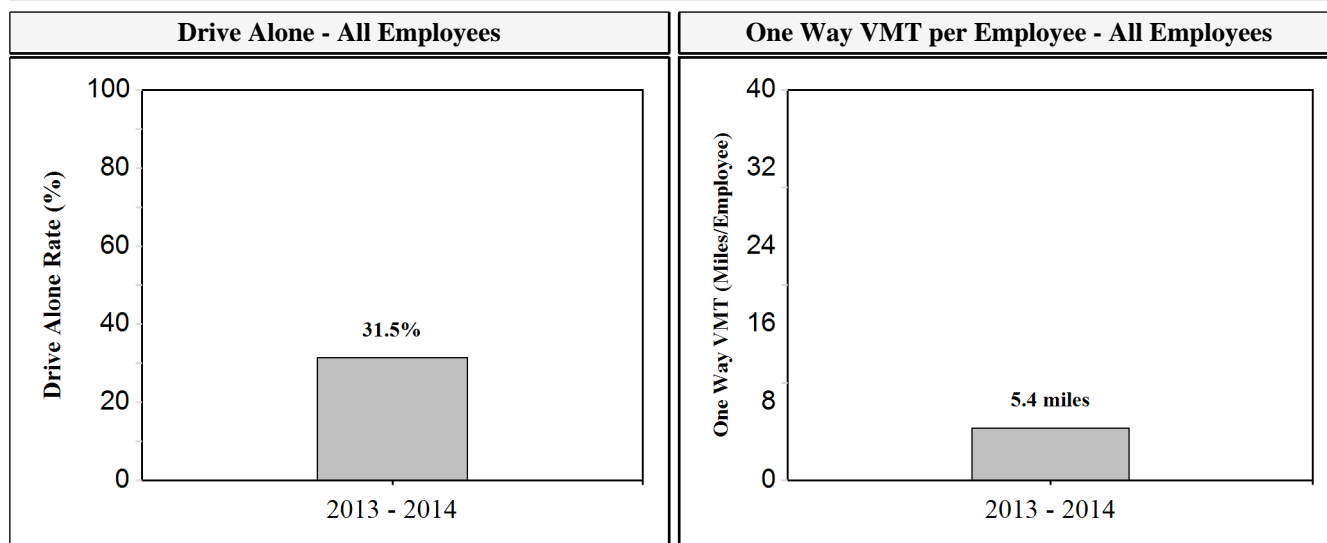 Drive Alone - All Employees
Drive Alone Rate (%)
100
80
60
40
20
0
31.5%
2013 - 2014
One Way VMT per Employee - All Employees
One Way VMT (Miles/Employee)
40
32
24
16
8
0
5.4 miles
2013 - 2014